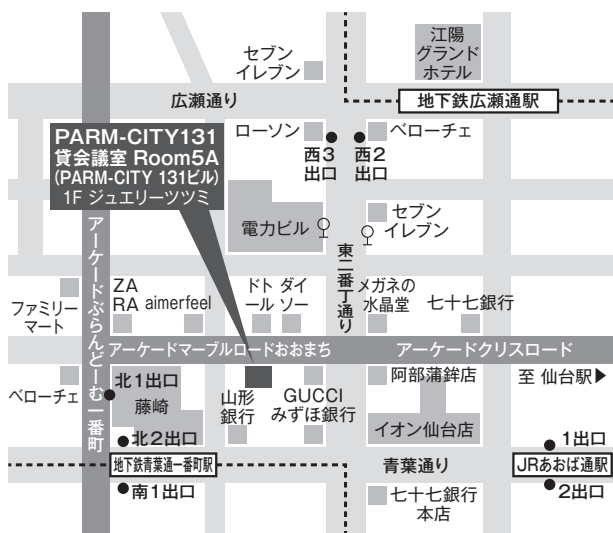 江陽
グランド
ホテル
セブン
イレブン
広瀬通り
地下鉄広瀬通駅
PARM-CITY131
貸会議室 Room5A
(PARM-CITY 131ビル)
1F ジュエリーツツミ
ローソン
西3
出口
西2
出口
ベローチェ
電力ビル
セブン
イレブン
東二番丁通り
アーケードぶらんどーむ一番町
ファミリー
マート
ZA
RA
aimerfeel
ドト
ール
ダイ
ソー
メガネの
水晶堂
七十七銀行
アーケードマーブルロードおおまち
アーケードクリスロード
ベローチェ
北1出口
藤崎
山形
銀行
GUCCI
みずほ銀行
阿部蒲鉾店
至 仙台駅▶
イオン仙台店
北2出口
地下鉄青葉通一番町駅
南1出口
青葉通り
1出口
JRあおば通駅
2出口
七十七銀行
本店